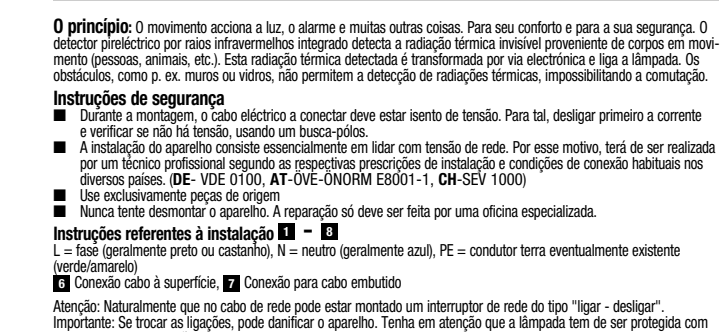 O princípio: O movimento acciona a luz, o alarme e muitas outras coisas. Para seu conforto e para a sua segurança. O
detector pireléctrico por raios infravermelhos integrado detecta a radiação térmica invisível proveniente de corpos em movi-
mento (pessoas, animais, etc.). Esta radiação térmica detectada é transformada por via electrónica e liga a lâmpada. Os
obstáculos, como p. ex. muros ou vidros, não permitem a detecção de radiações térmicas, impossibilitando a comutação.
Instruções de segurança
■ Durante a montagem, o cabo eléctrico a conectar deve estar isento de tensão. Para tal, desligar primeiro a corrente
e verificar se não há tensão, usando um busca-pólos.
■ A instalação do aparelho consiste essencialmente em lidar com tensão de rede. Por esse motivo, terá de ser realizada
por um técnico profissional segundo as respectivas prescrições de instalação e condições de conexão habituais nos
diversos países. (DE- VDE 0100, AT-ÖVE-ÖNORM E8001-1, CH-SEV 1000)
■ Use exclusivamente peças de origem
■ Nunca tente desmontar o aparelho. A reparação só deve ser feita por uma oficina especializada.
Instruções referentes à instalação 1 – 8
L = fase (geralmente preto ou castanho), N = neutro (geralmente azul), PE = condutor terra eventualmente existente
(verde/amarelo)
6 Conexão cabo à superfície, 7 Conexão para cabo embutido
Atenção: Naturalmente que no cabo de rede pode estar montado um interruptor de rede do tipo "ligar - desligar".
Importante: Se trocar as ligações, pode danificar o aparelho. Tenha em atenção que a lâmpada tem de ser protegida com